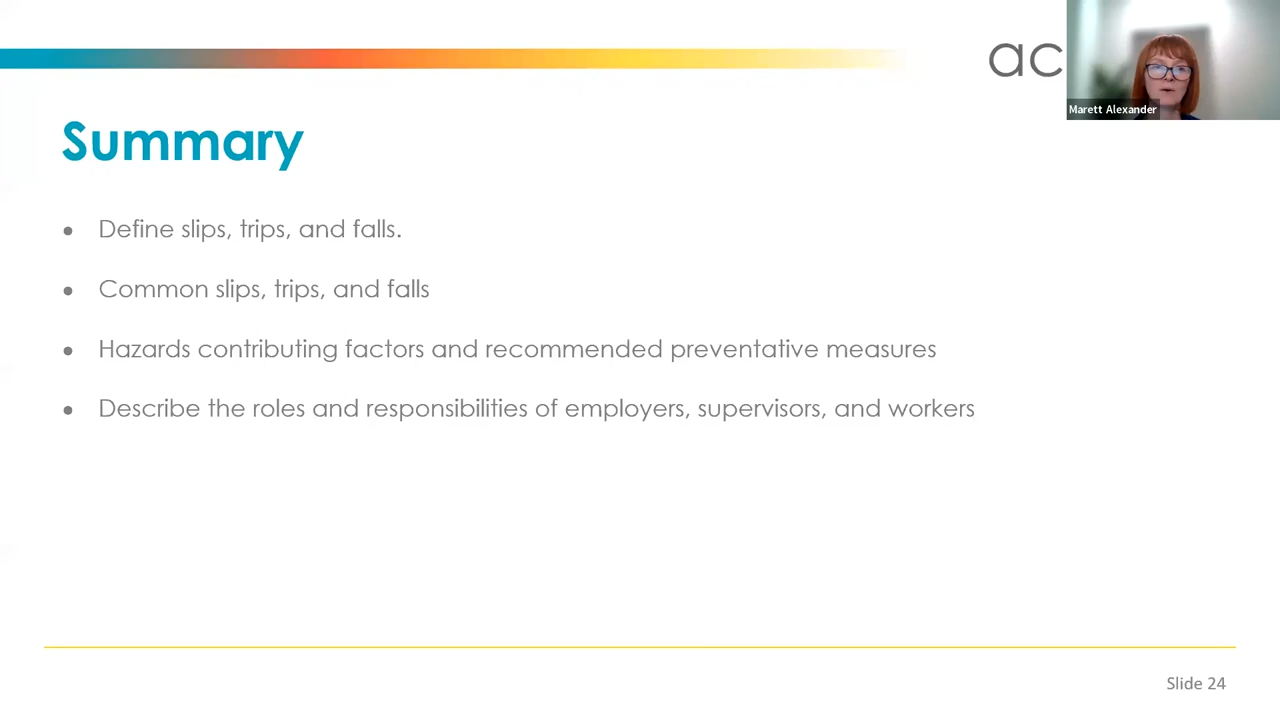 ac
Marett Alexander
Summary
• Define slips, trips, and falls.
• Common slips, trips, and falls
• Hazards contributing factors and recommended preventative measures
• Describe the roles and responsibilities of employers, supervisors, and workers
Slide 24